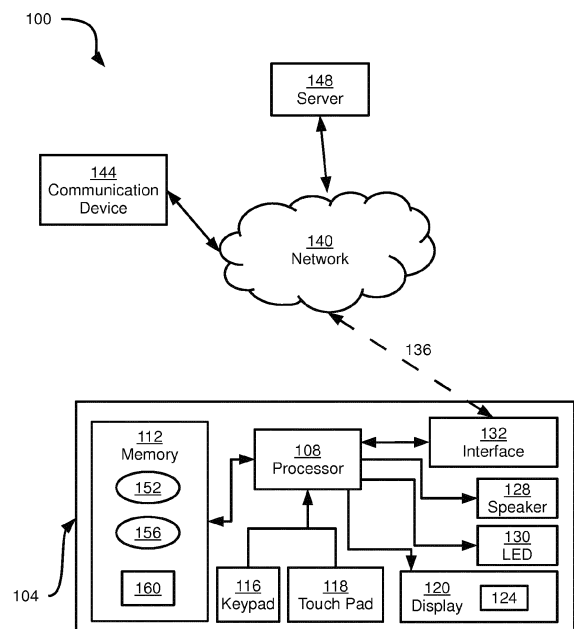 100
148
Server
144
Communication
Device
140
Network
136
112
Memory
152
156
160
108
Processor
132
Interface
128
Speaker
130
LED
104
116
Keypad
118
Touch Pad
120
Display
124